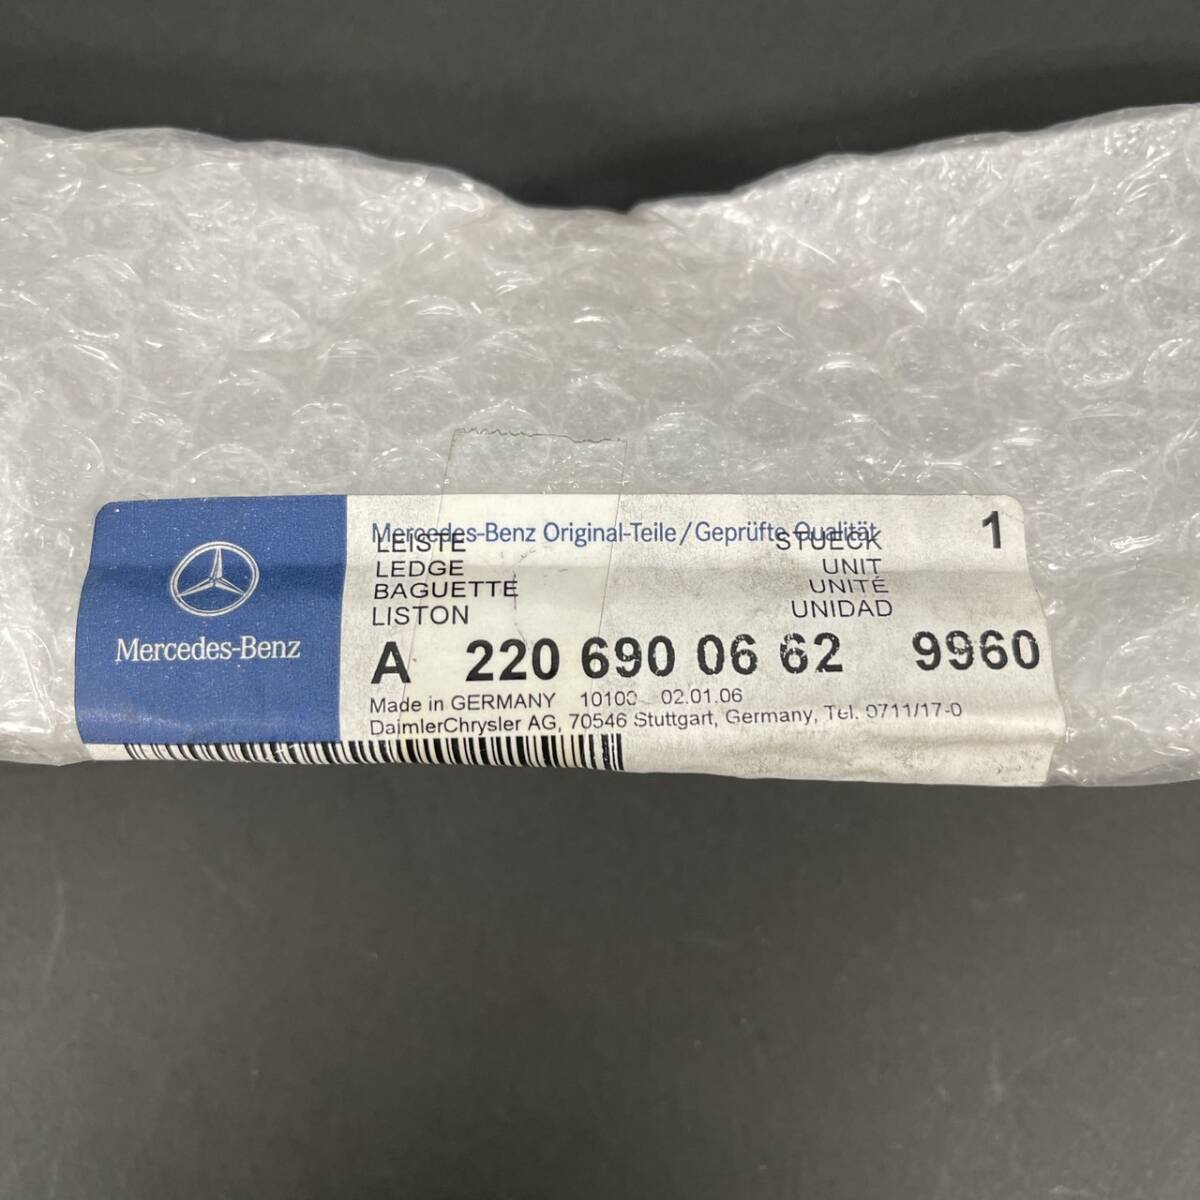 Mercedes-Benz
Mercedes-Benz Original-Teile/Geprüfte Qualität
LEISTE STUECK 1
LEDGE UNIT
BAGUETTE UNITÉ
LISTON UNIDAD
A 220 690 06 62 9960
Made in GERMANY 02.01.06
DaimlerChrysler AG, 70546 Stuttgart, Germany, Tel. 0711/17-0